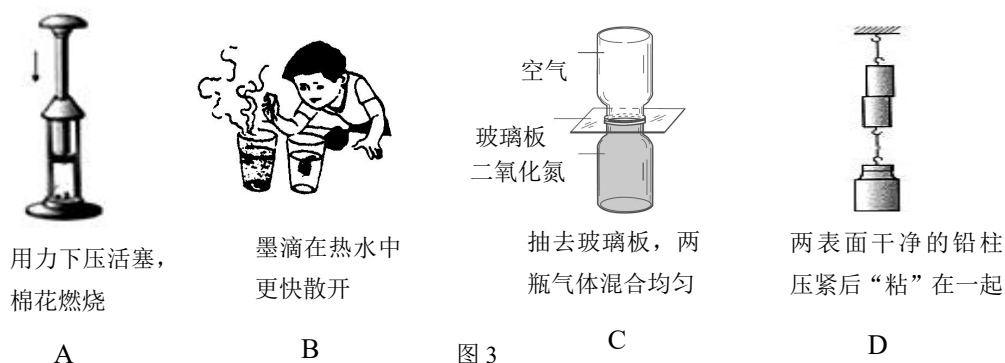 空气
玻璃板
二氧化氮
用力下压活塞，
棉花燃烧
墨滴在热水中
更快散开
抽去玻璃板，两
瓶气体混合均匀
两表面干净的铅柱
压紧后“粘”在一起
A
B
图 3
C
D